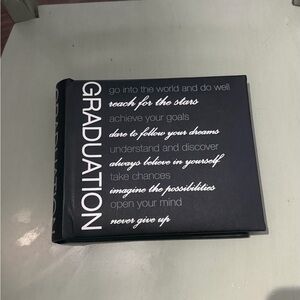 GRADUATION
go into the world and do well
reach for the stars
achieve your goals
dare to follow your dreams
understand and discover
always believe in yourself
take chances
imagine the possibilities
open your mind
never give up
GRADUATION